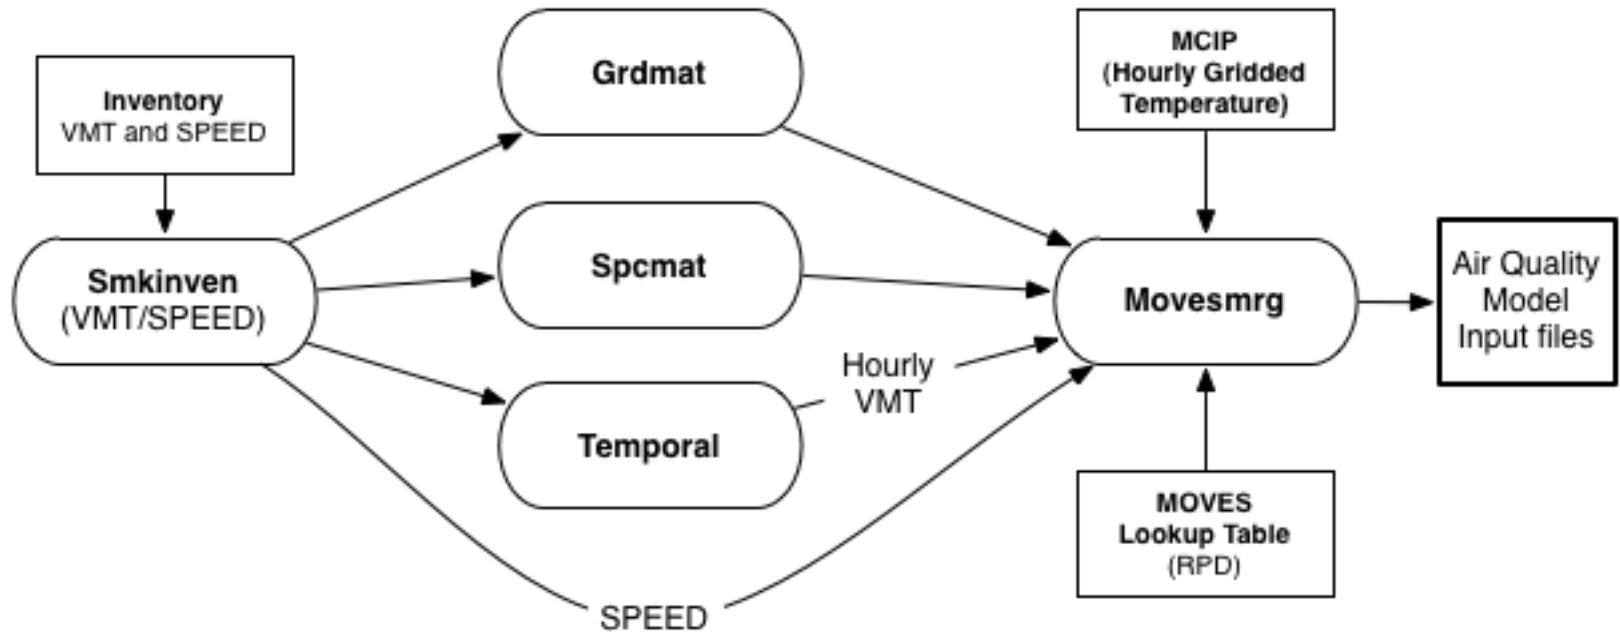 Inventory
VMT and SPEED
Smkinven
(VMT/SPEED)
Grdmat
Spcmat
Temporal
Hourly
VMT
SPEED
MCIP
(Hourly Gridded
Temperature)
Movesmrg
MOVES
Lookup Table
(RPD)
Air Quality
Model
Input files